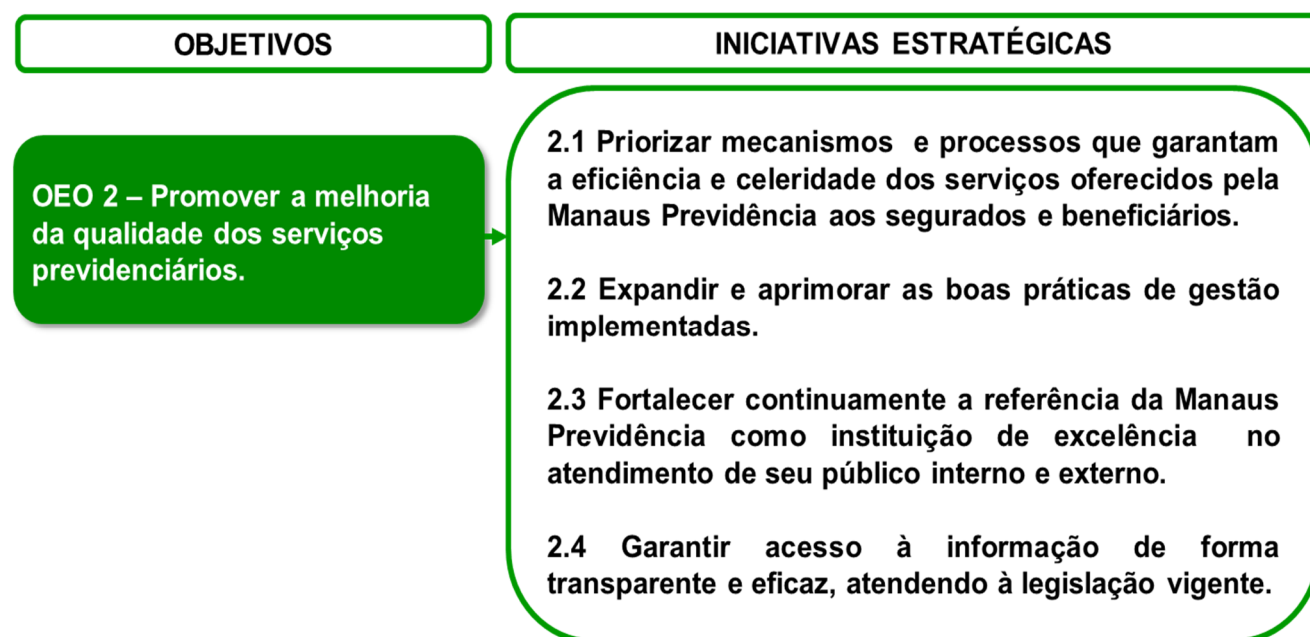 OBJETIVOS
INICIATIVAS ESTRATÉGICAS
OEO 2 – Promover a melhoria
da qualidade dos serviços
previdenciários.
2.1 Priorizar mecanismos e processos que garantam
a eficiência e celeridade dos serviços oferecidos pela
Manaus Previdência aos segurados e beneficiários.
2.2 Expandir e aprimorar as boas práticas de gestão
implementadas.
2.3 Fortalecer continuamente a referência da Manaus
Previdência como instituição de excelência no
atendimento de seu público interno e externo.
2.4 Garantir acesso à informação de forma
transparente e eficaz, atendendo à legislação vigente.